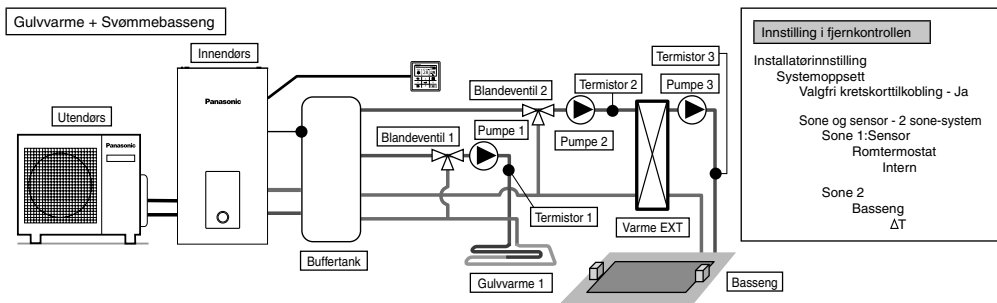 Gulvvarme + Svømmebasseng
Innendørs
Panasonic
Utendørs
Panasonic
Buffertank
Blandeventil 1
Pumpe 1
Termistor 1
Gulvvarme 1
Blandeventil 2
Termistor 2
Pumpe 2
Varme EXT
Termistor 3
Pumpe 3
Basseng
Innstilling i fjernkontrollen
Installatørinnstilling
Systemoppsett
Valgfri kretskorttilkobling - Ja
Sone og sensor - 2 sone-system
Sone 1:Sensor
Romtermostat
Intern
Sone 2
Basseng
ΔT